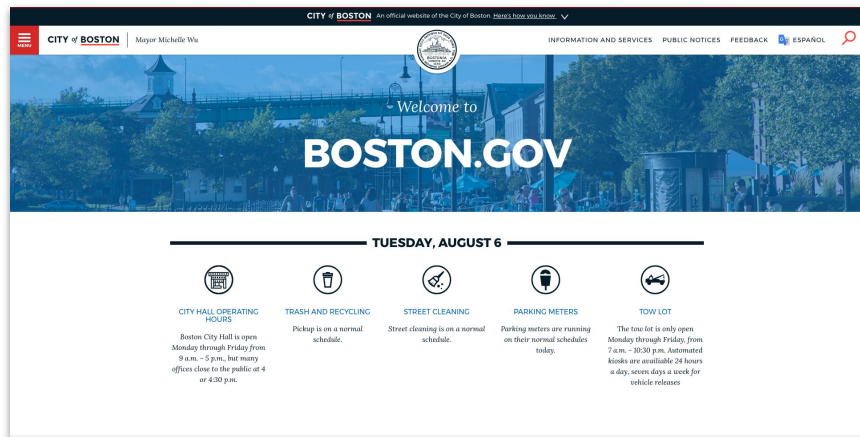 CITY of BOSTON An official website of the City of Boston. Here's how you know
MENU
CITY of BOSTON Mayor Michelle Wu
INFORMATION AND SERVICES PUBLIC NOTICES FEEDBACK ESPAÑOL
Welcome to
BOSTON.GOV
TUESDAY, AUGUST 6
CITY HALL OPERATING
HOURS
Boston City Hall is open
Monday through Friday from
9 a.m. - 5 p.m., but many
offices close to the public at 4
or 4:30 p.m.
TRASH AND RECYCLING
Pickup is on a normal
schedule.
STREET CLEANING
Street cleaning is on a normal
schedule.
PARKING METERS
Parking meters are running
on their normal schedules
today.
TOW LOT
The tow lot is only open
Monday through Friday, from
7 a.m. - 10:30 p.m. Automated
kiosks are availiable 24 hours
a day, seven days a week for
vehicle releases